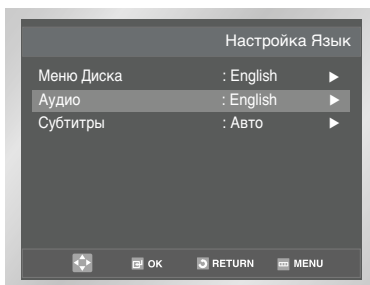 Настройка Язык
Меню Диска : English ►
Аудио : English ►
Субтитры : Авто ►
OK RETURN MENU